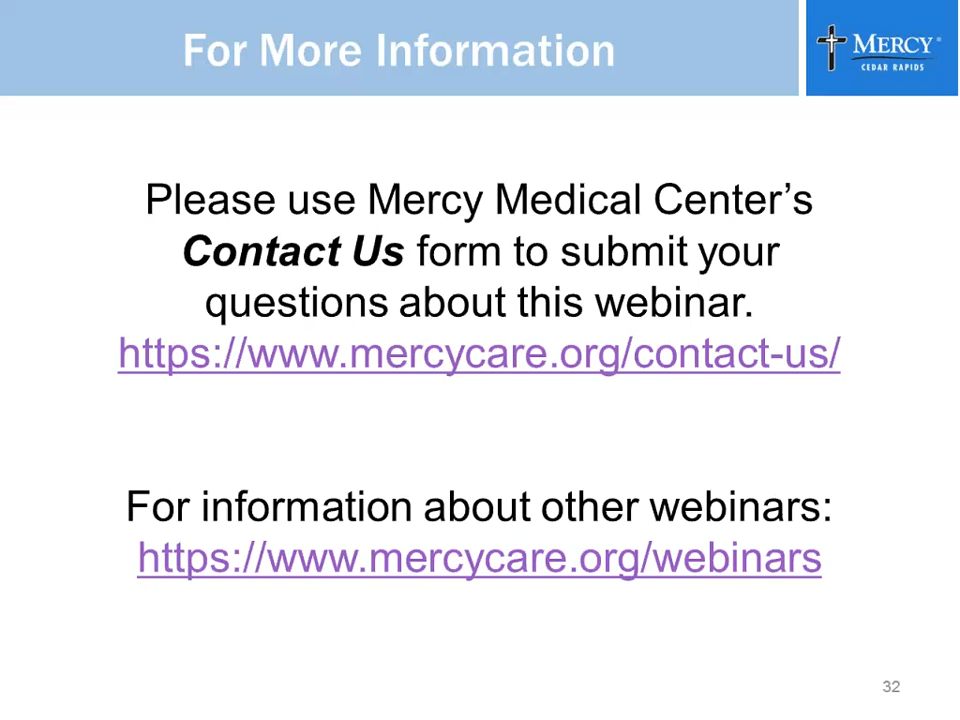 For More Information
MERCY®
CEDAR RAPIDS
Please use Mercy Medical Center’s
Contact Us form to submit your
questions about this webinar.
https://www.mercycare.org/contact-us/
For information about other webinars:
https://www.mercycare.org/webinars
32